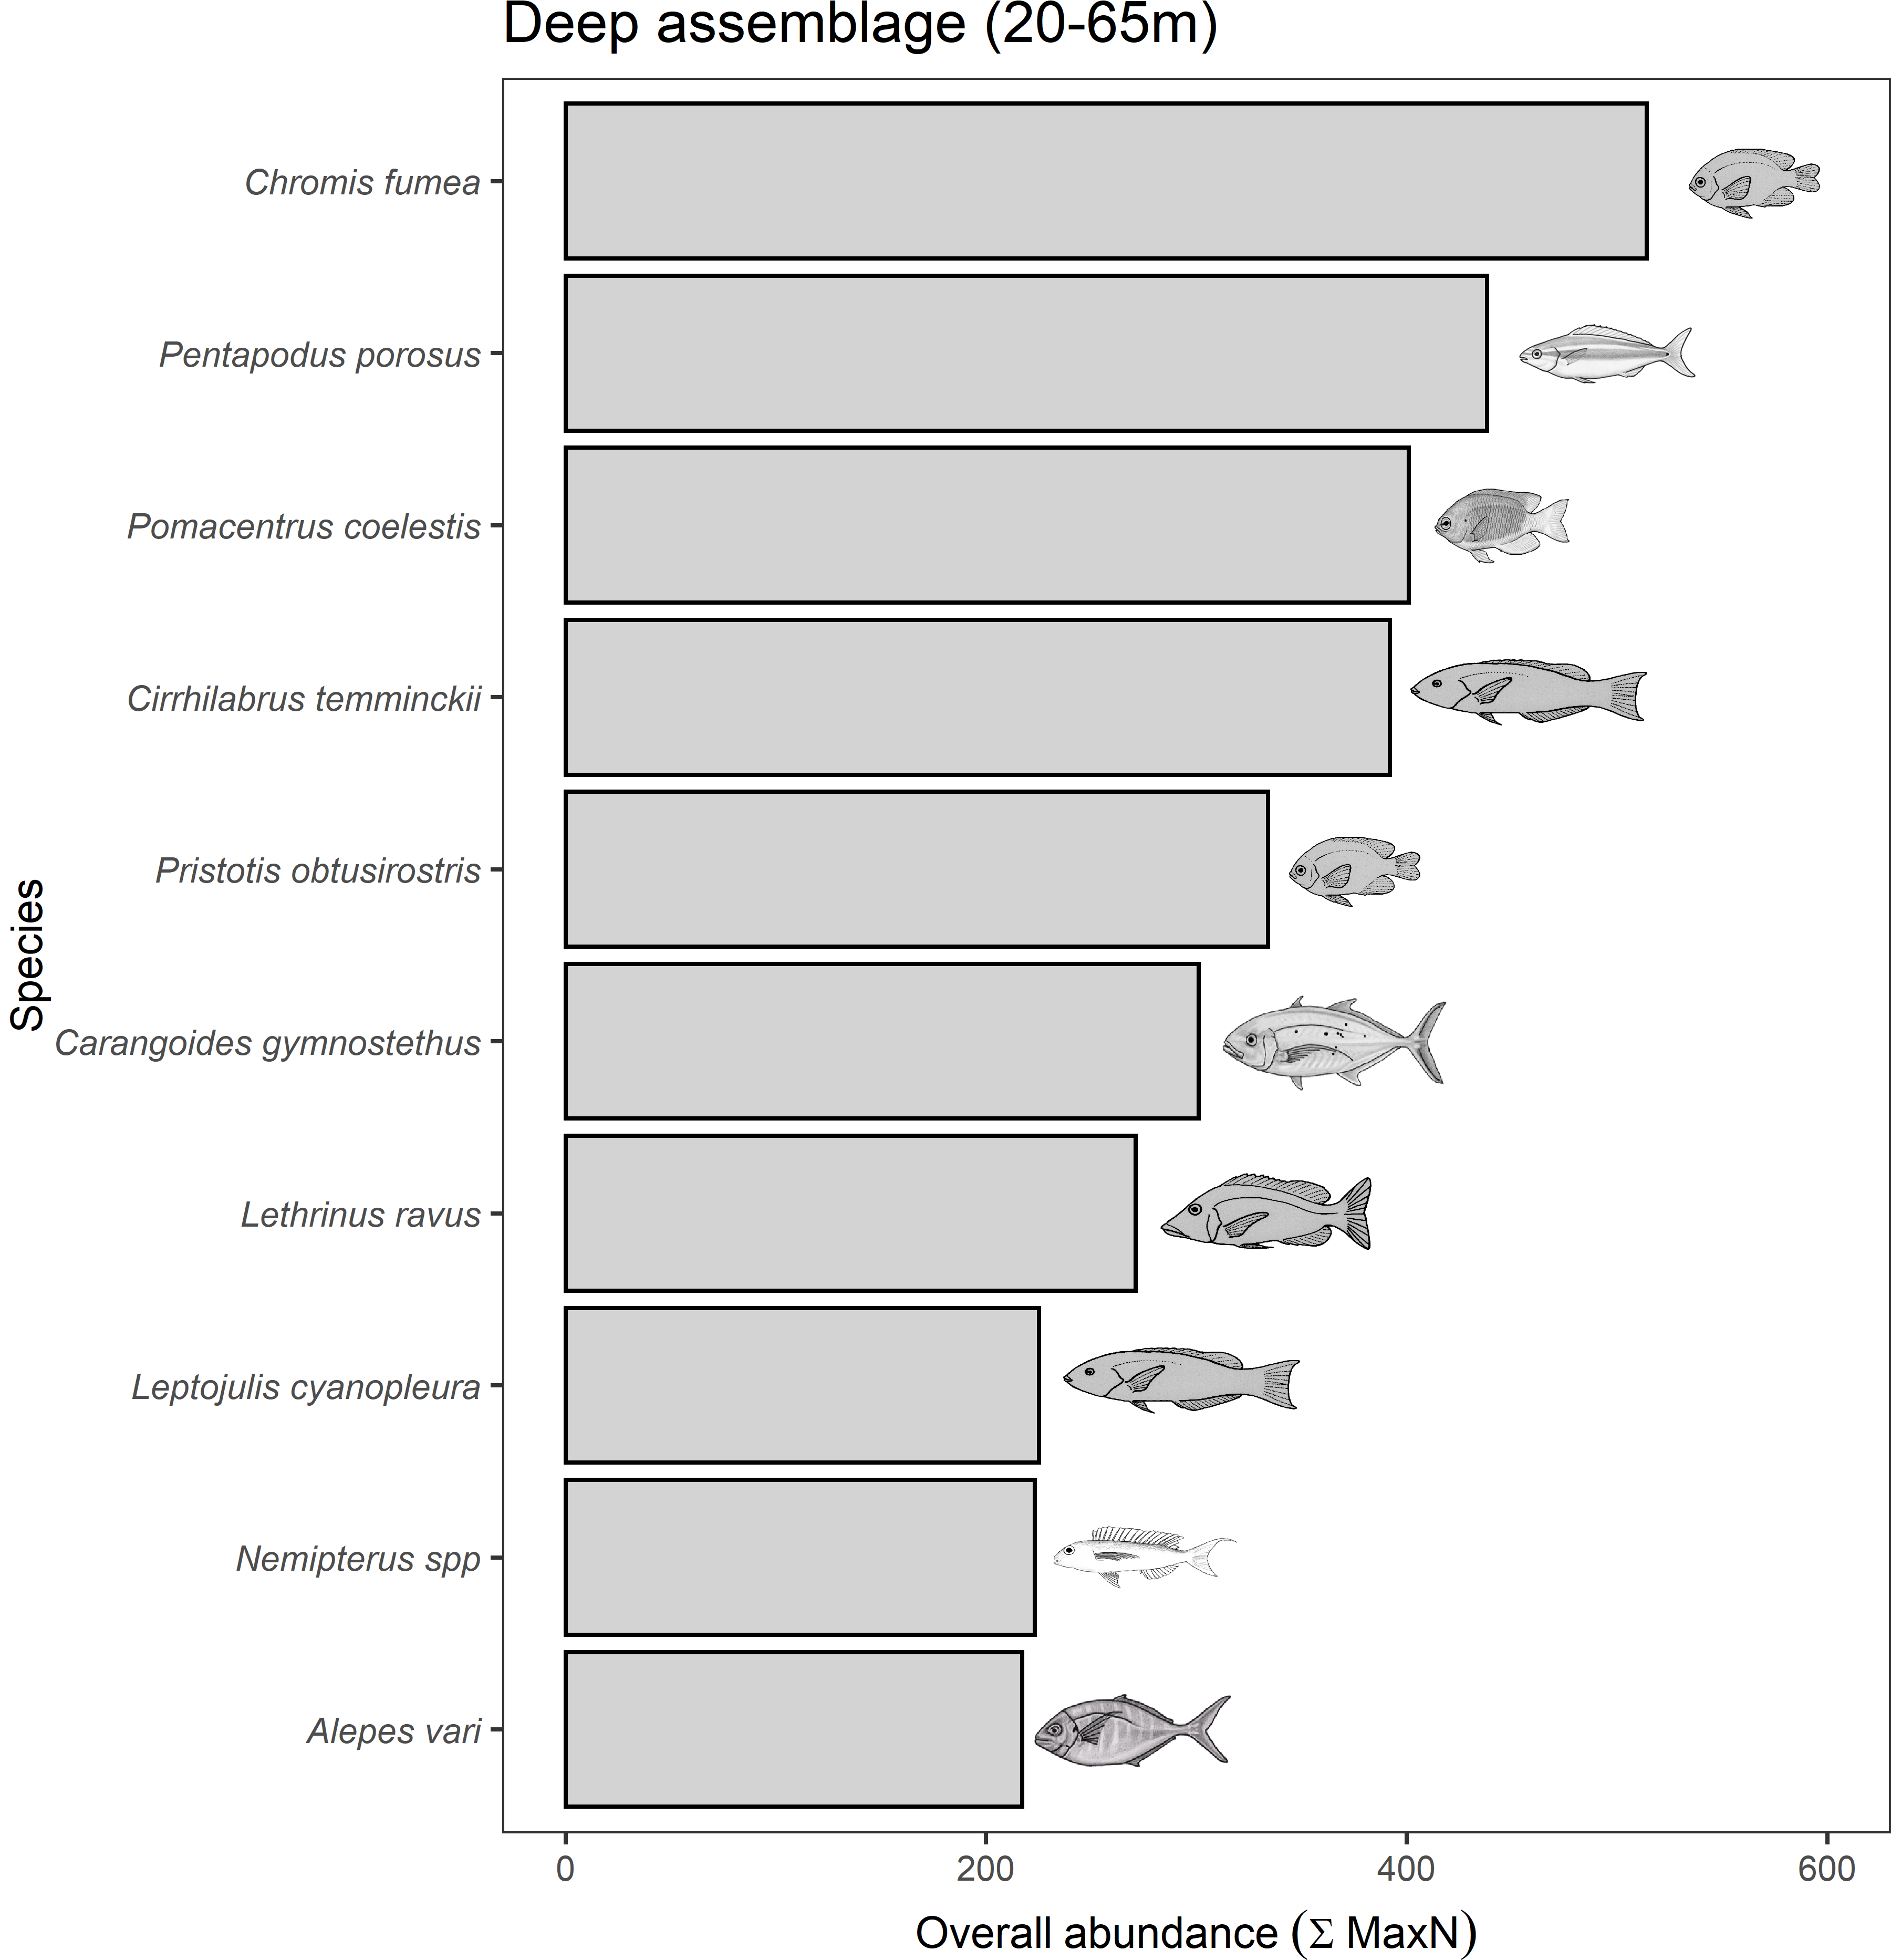 Deep assemblage (20-65m)
Species
Chromis fumea
Pentapodus porosus
Pomacentrus coelestis
Cirrhilabrus temminckii
Pristotis obtusirostris
Carangoides gymnostethus
Lethrinus ravus
Leptojulis cyanopleura
Nemipterus spp
Alepes vari
0 200 400 600
Overall abundance (Σ MaxN)